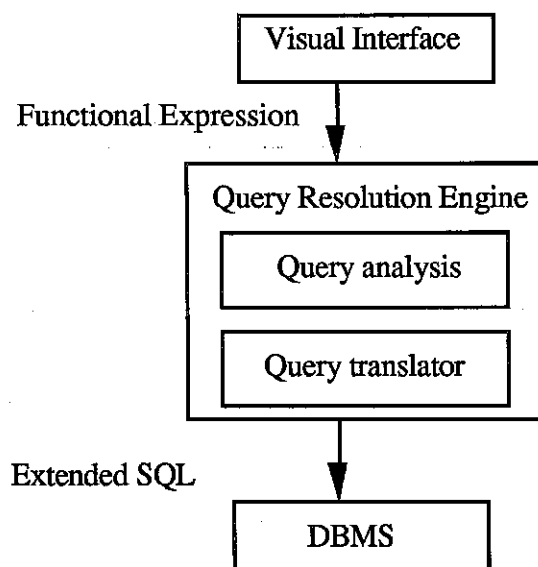 Visual Interface
Functional Expression
Query Resolution Engine
Query analysis
Query translator
Extended SQL
DBMS